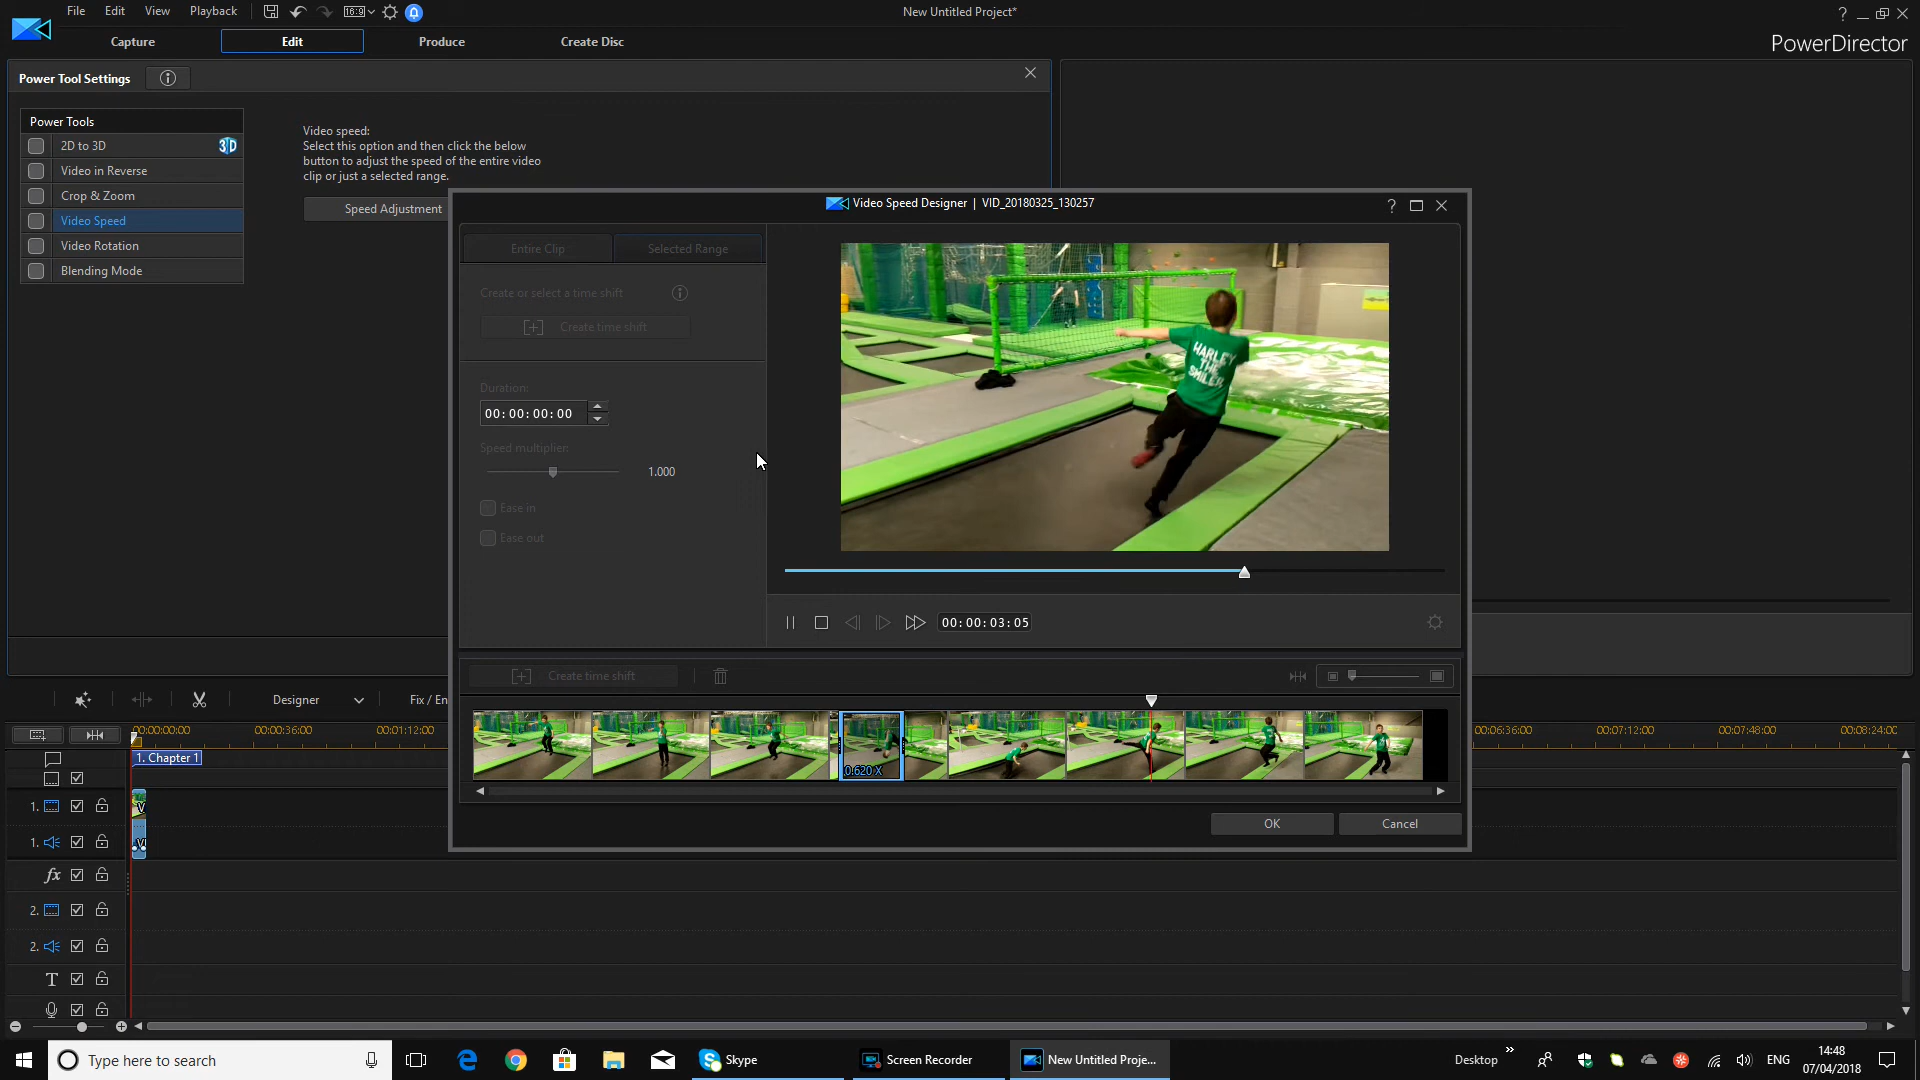 File Edit View Playback 16:9 New Untitled Project* ?
Capture Edit Produce Create Disc PowerDirector
Power Tool Settings
Power Tools
2D to 3D 3D
Video in Reverse
Crop & Zoom
Video Speed
Video Rotation
Blending Mode
Video speed:
Select this option and then click the below
button to adjust the speed of the entire video
clip or just a selected range.
Speed Adjustment
Video Speed Designer | VID_20180325_130257 ?
Entire Clip Selected Range
Create or select a time shift
Create time shift
Duration:
00:00:00:00
Speed multiplier:
1.000
Ease in
Ease out
HARLEY
THE
SMILER
00:00:03:05
Create time shift
0.620 X
OK Cancel
Designer Fix / En
00:00:00:00 00:00:36:00 00:01:12:00 00:06:36:00 00:07:12:00 00:07:48:00 00:08:24:00
1. Chapter 1
1.
V
1.
V
fx
2.
2.
T
Type here to search Skype Screen Recorder New Untitled Proje... Desktop » ENG
14:48
07/04/2018